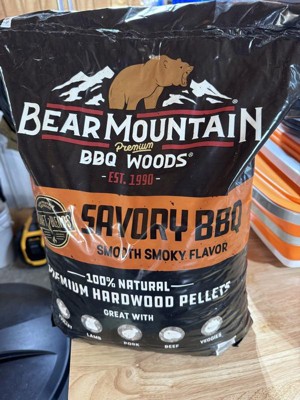 BEAR MOUNTAIN
Premium
BBQ WOODS®
- EST. 1990 -
SAVORY BBQ
SMOOTH SMOKY FLAVOR
100% NATURAL
PREMIUM HARDWOOD PELLETS
GREAT WITH
LAMB
PORK
BEEF
VEGGIES